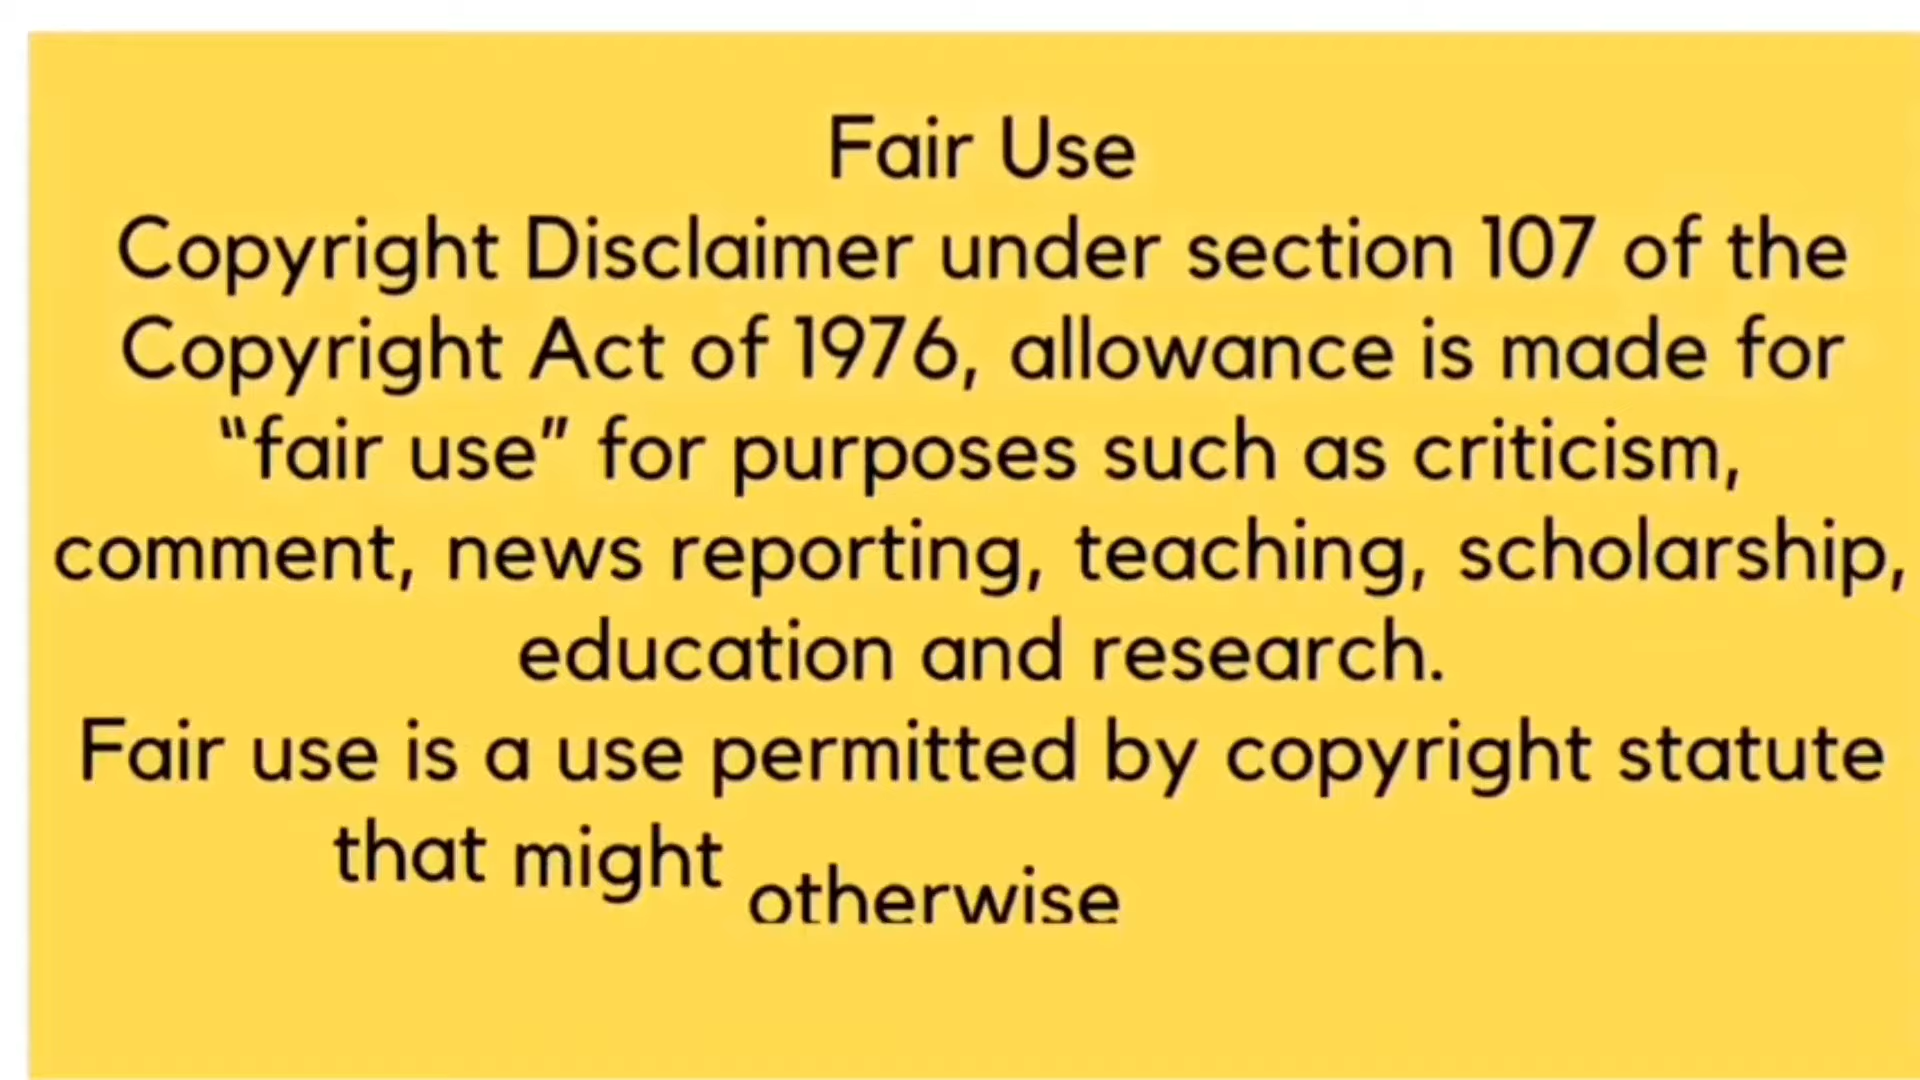 Fair Use
Copyright Disclaimer under section 107 of the
Copyright Act of 1976, allowance is made for
“fair use” for purposes such as criticism,
comment, news reporting, teaching, scholarship,
education and research.
Fair use is a use permitted by copyright statute
that might otherwise